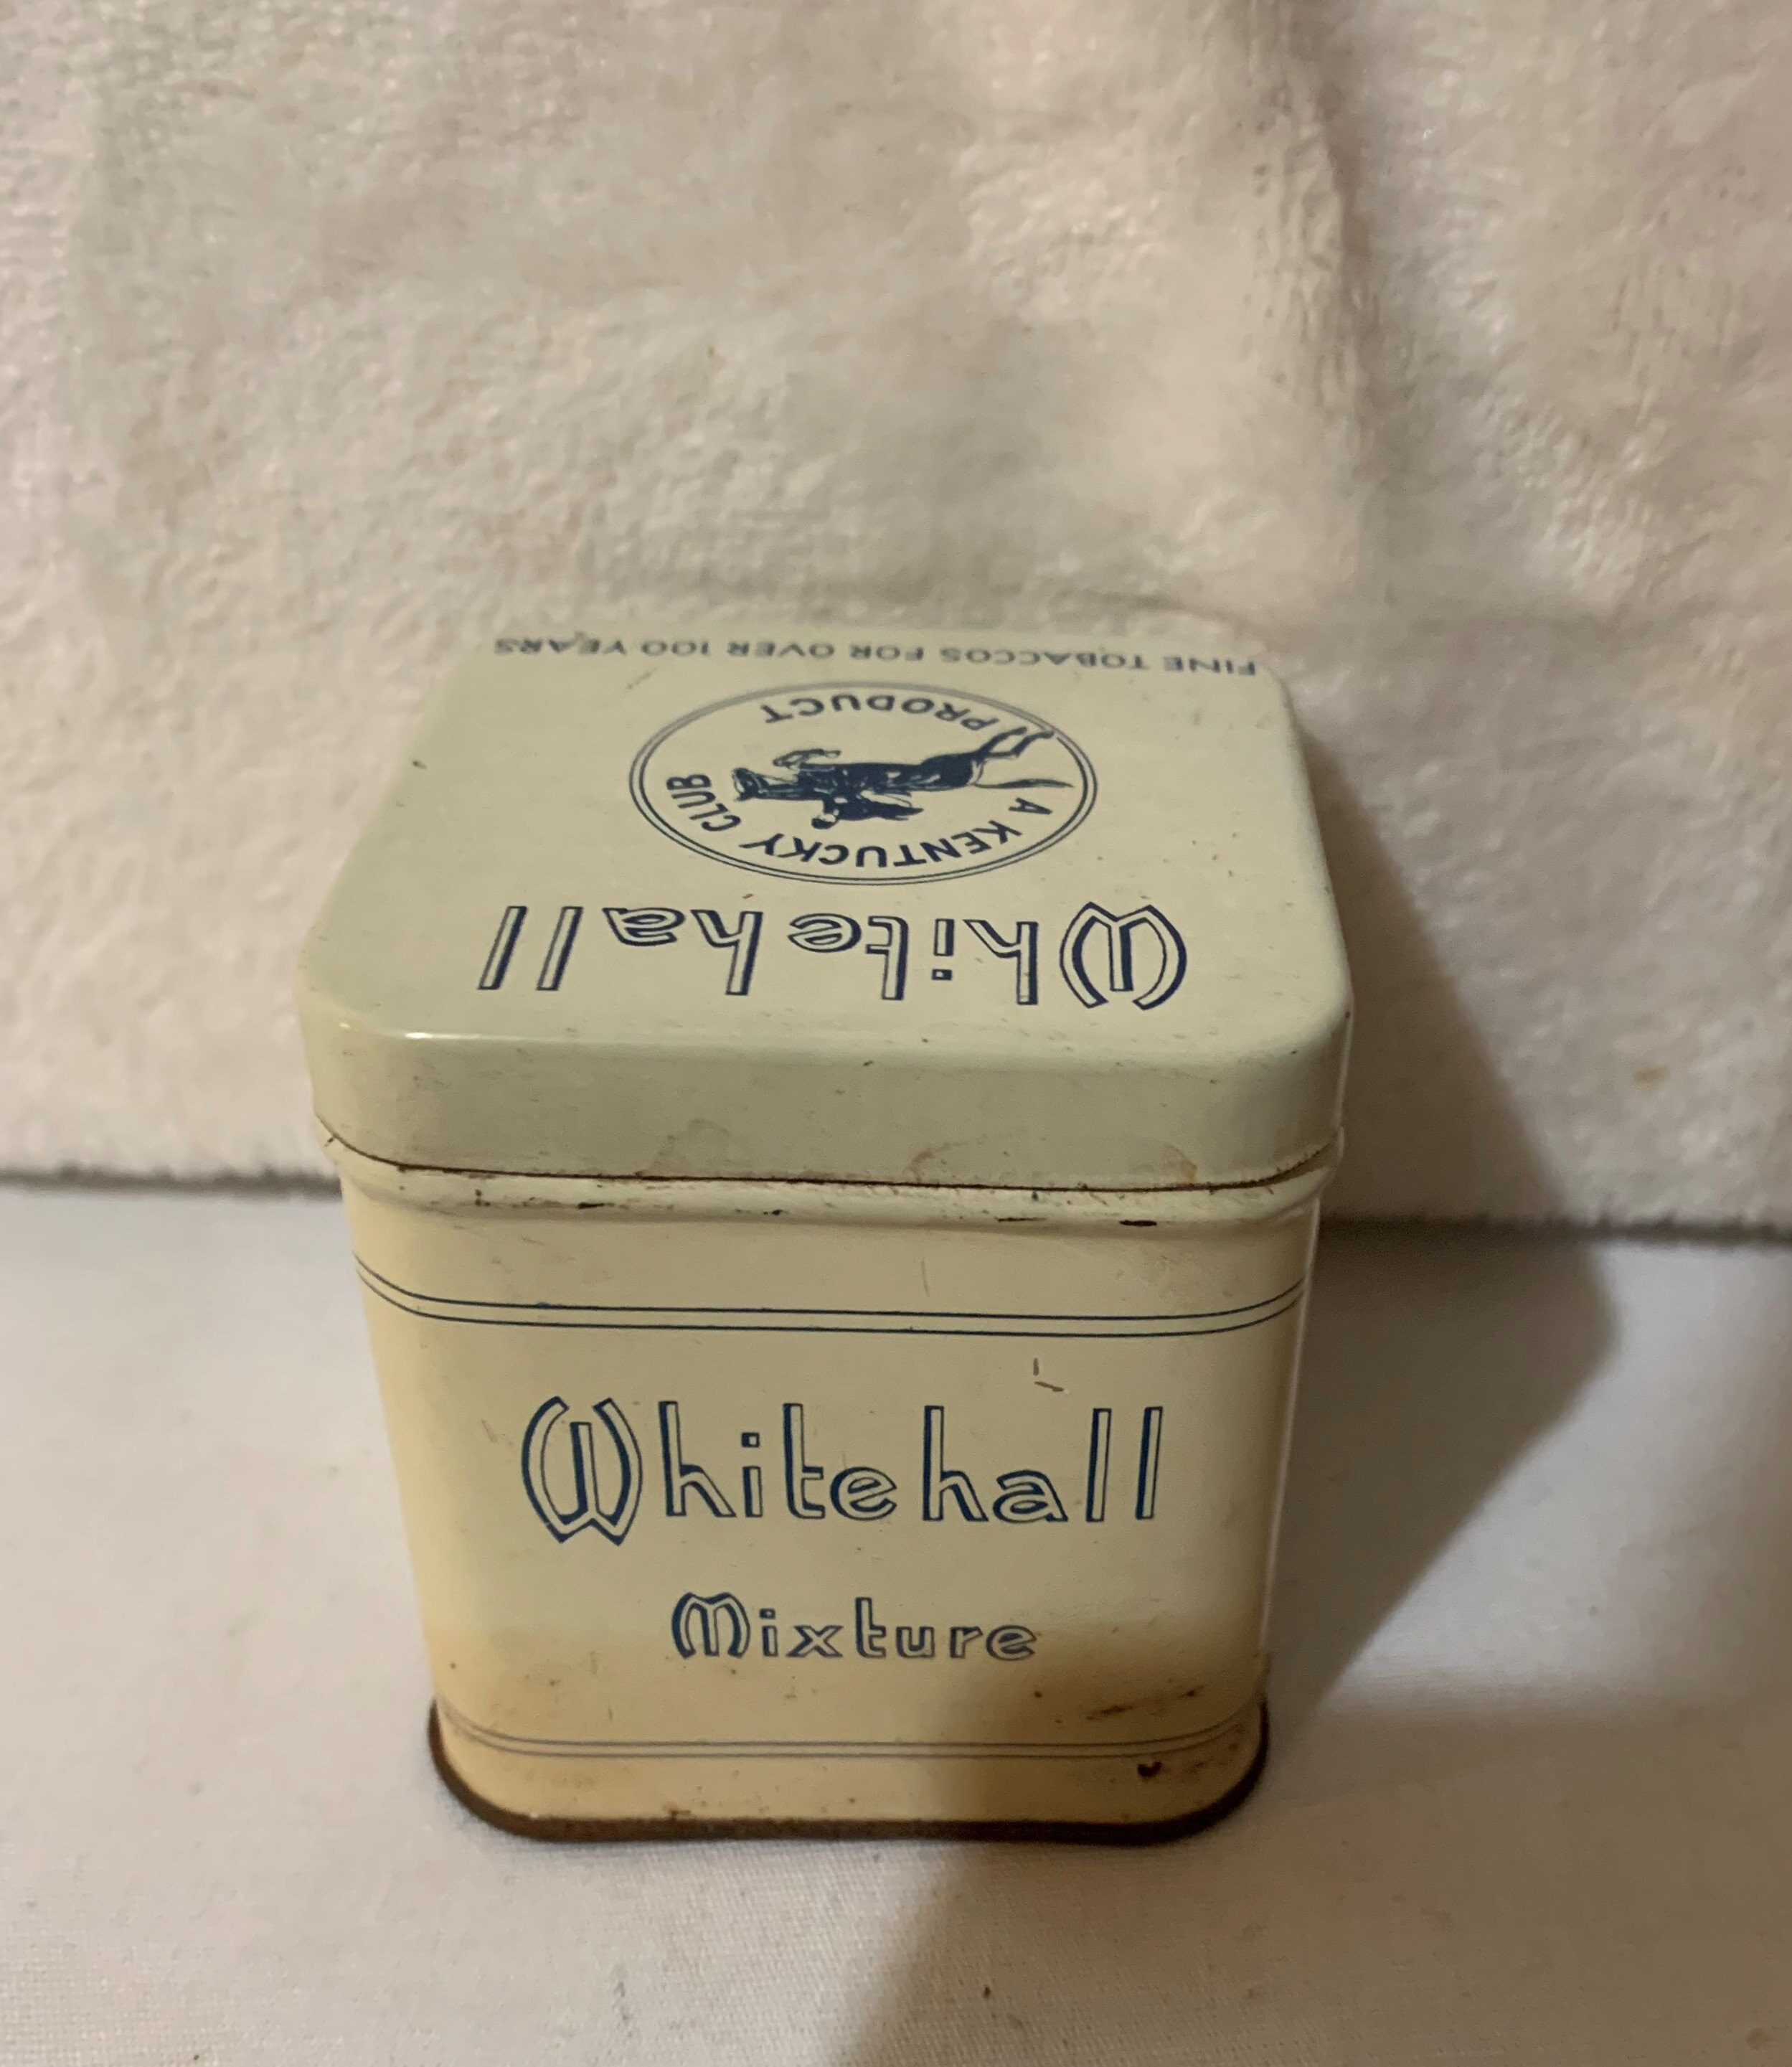 FINE TOBACCOS FOR OVER 100 YEARS
A KENTUCKY CLUB
PRODUCT
Whitehall
Whitehall
Mixture